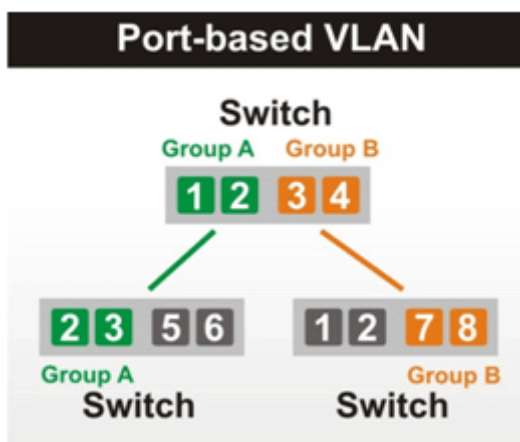 Port-based VLAN
Switch
Group A Group B
1 2 3 4
2 3 5 6 1 2 7 8
Group A Group B
Switch Switch